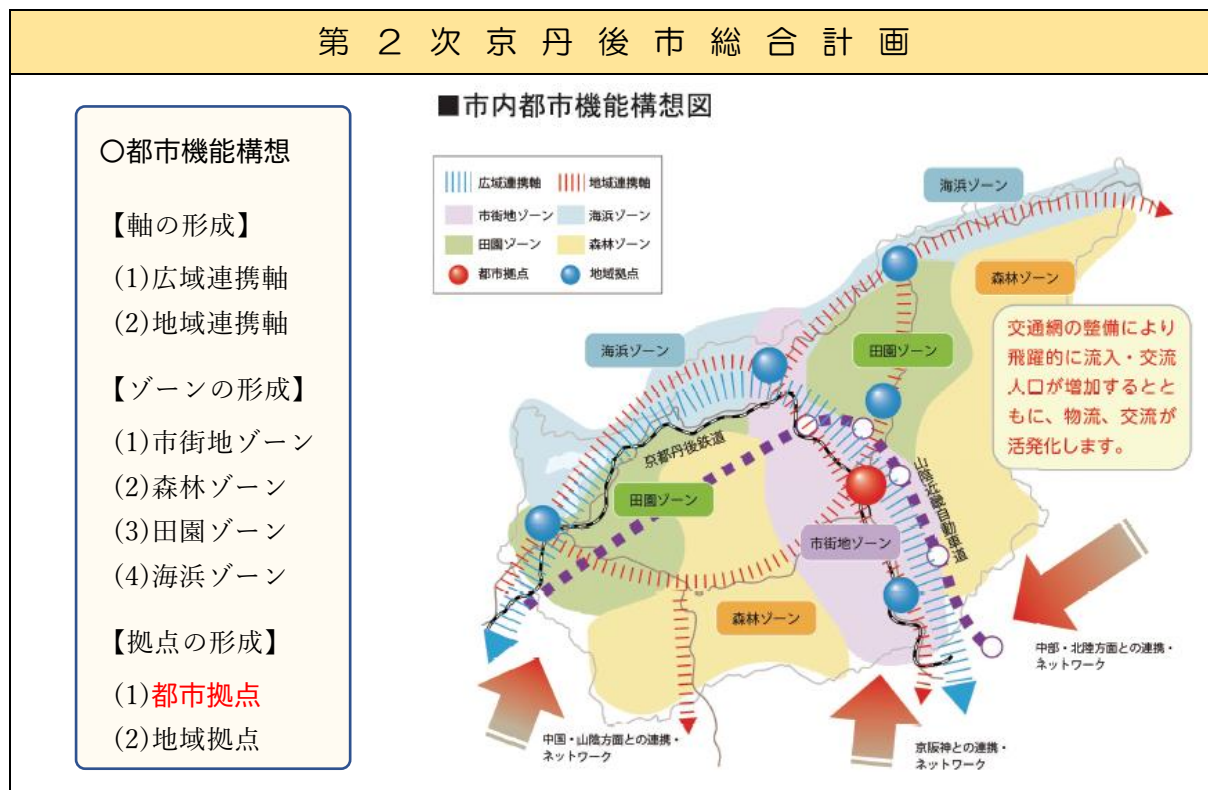 第２次京丹後市総合計画
〇都市機能構想
【軸の形成】
(1)広域連携軸
(2)地域連携軸
【ゾーンの形成】
(1)市街地ゾーン
(2)森林ゾーン
(3)田園ゾーン
(4)海浜ゾーン
【拠点の形成】
(1)都市拠点
(2)地域拠点
■市内都市機能構想図
広域連携軸
地域連携軸
市街地ゾーン
海浜ゾーン
田園ゾーン
森林ゾーン
都市拠点
地域拠点
海浜ゾーン
森林ゾーン
交通網の整備により
飛躍的に流入・交流
人口が増加するとと
もに、物流、交流が
活発化します。
海浜ゾーン
田園ゾーン
京都丹後鉄道
山陰近畿自動車道
田園ゾーン
市街地ゾーン
森林ゾーン
中部・北陸方面との連携・
ネットワーク
中国・山陰方面との連携・
ネットワーク
京阪神との連携・
ネットワーク